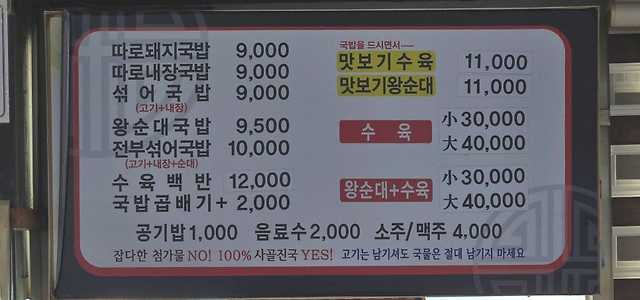 따로돼지국밥 9,000
따로내장국밥 9,000
섞어국밥 9,000
(고기+내장)
왕순대국밥 9,500
전부섞어국밥 10,000
(고기+내장+순대)
수육백반 12,000
국밥곱배기+ 2,000
국밥을 드시면서
맛보기수육 11,000
맛보기왕순대 11,000
수육 小 30,000
大 40,000
왕순대+수육 小 30,000
大 40,000
공기밥1,000 음료수2,000 소주/맥주 4,000
잡다한 첨가물 NO! 100% 사골진국 YES! 고기는 남기셔도 국물은 절대 남기지 마세요